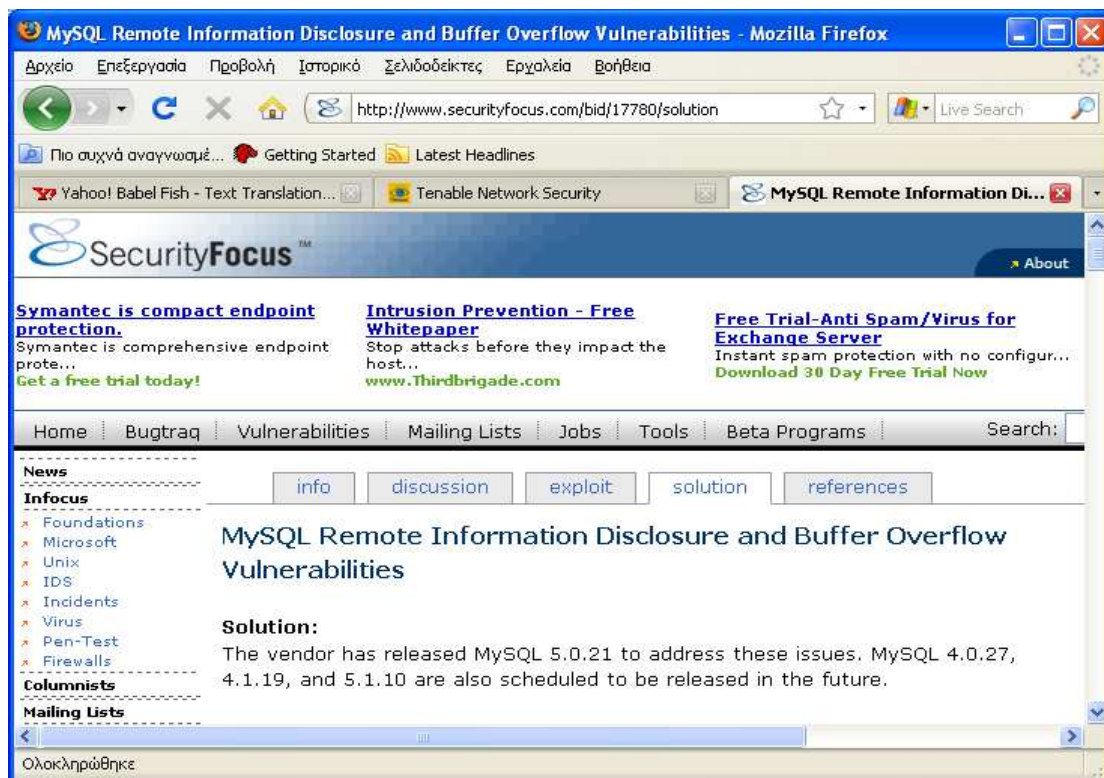 MySQL Remote Information Disclosure and Buffer Overflow Vulnerabilities - Mozilla Firefox
Αρχείο Επεξεργασία Προβολή Ιστορικό Σελιδοδείκτες Εργαλεία Βοήθεια
http://www.securityfocus.com/bid/17780/solution Live Search
Πιο συχνά αναγνωσμέ... Getting Started Latest Headlines
Yahoo! Babel Fish - Text Translation... Tenable Network Security MySQL Remote Information Di...
SecurityFocus ™
About
Symantec is compact endpoint protection.
Symantec is comprehensive endpoint prote...
Get a free trial today!
Intrusion Prevention - Free Whitepaper
Stop attacks before they impact the host...
www.Thirdbrigade.com
Free Trial-Anti Spam/Virus for Exchange Server
Instant spam protection with no configur...
Download 30 Day Free Trial Now
Home Bugtraq Vulnerabilities Mailing Lists Jobs Tools Beta Programs Search:
News
Infocus
Foundations
Microsoft
Unix
IDS
Incidents
Virus
Pen-Test
Firewalls
Columnists
Mailing Lists
info discussion exploit solution references
MySQL Remote Information Disclosure and Buffer Overflow
Vulnerabilities
Solution:
The vendor has released MySQL 5.0.21 to address these issues. MySQL 4.0.27,
4.1.19, and 5.1.10 are also scheduled to be released in the future.
Ολοκληρώθηκε